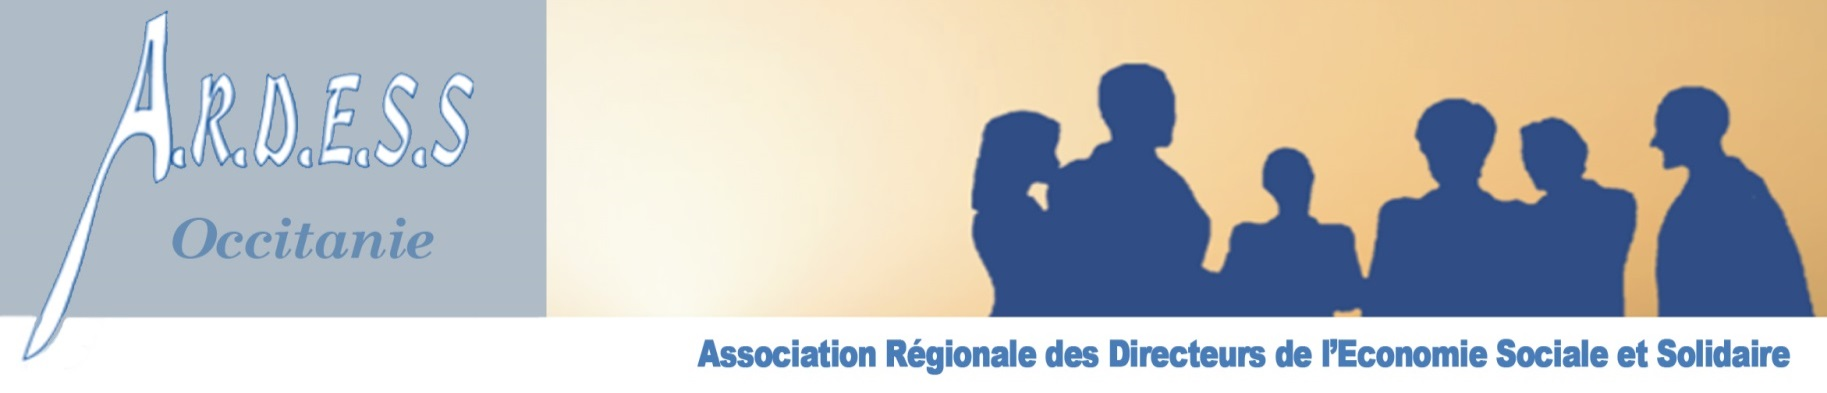 A.R.D.E.S.S
Occitanie
Association Régionale des Directeurs de l'Economie Sociale et Solidaire